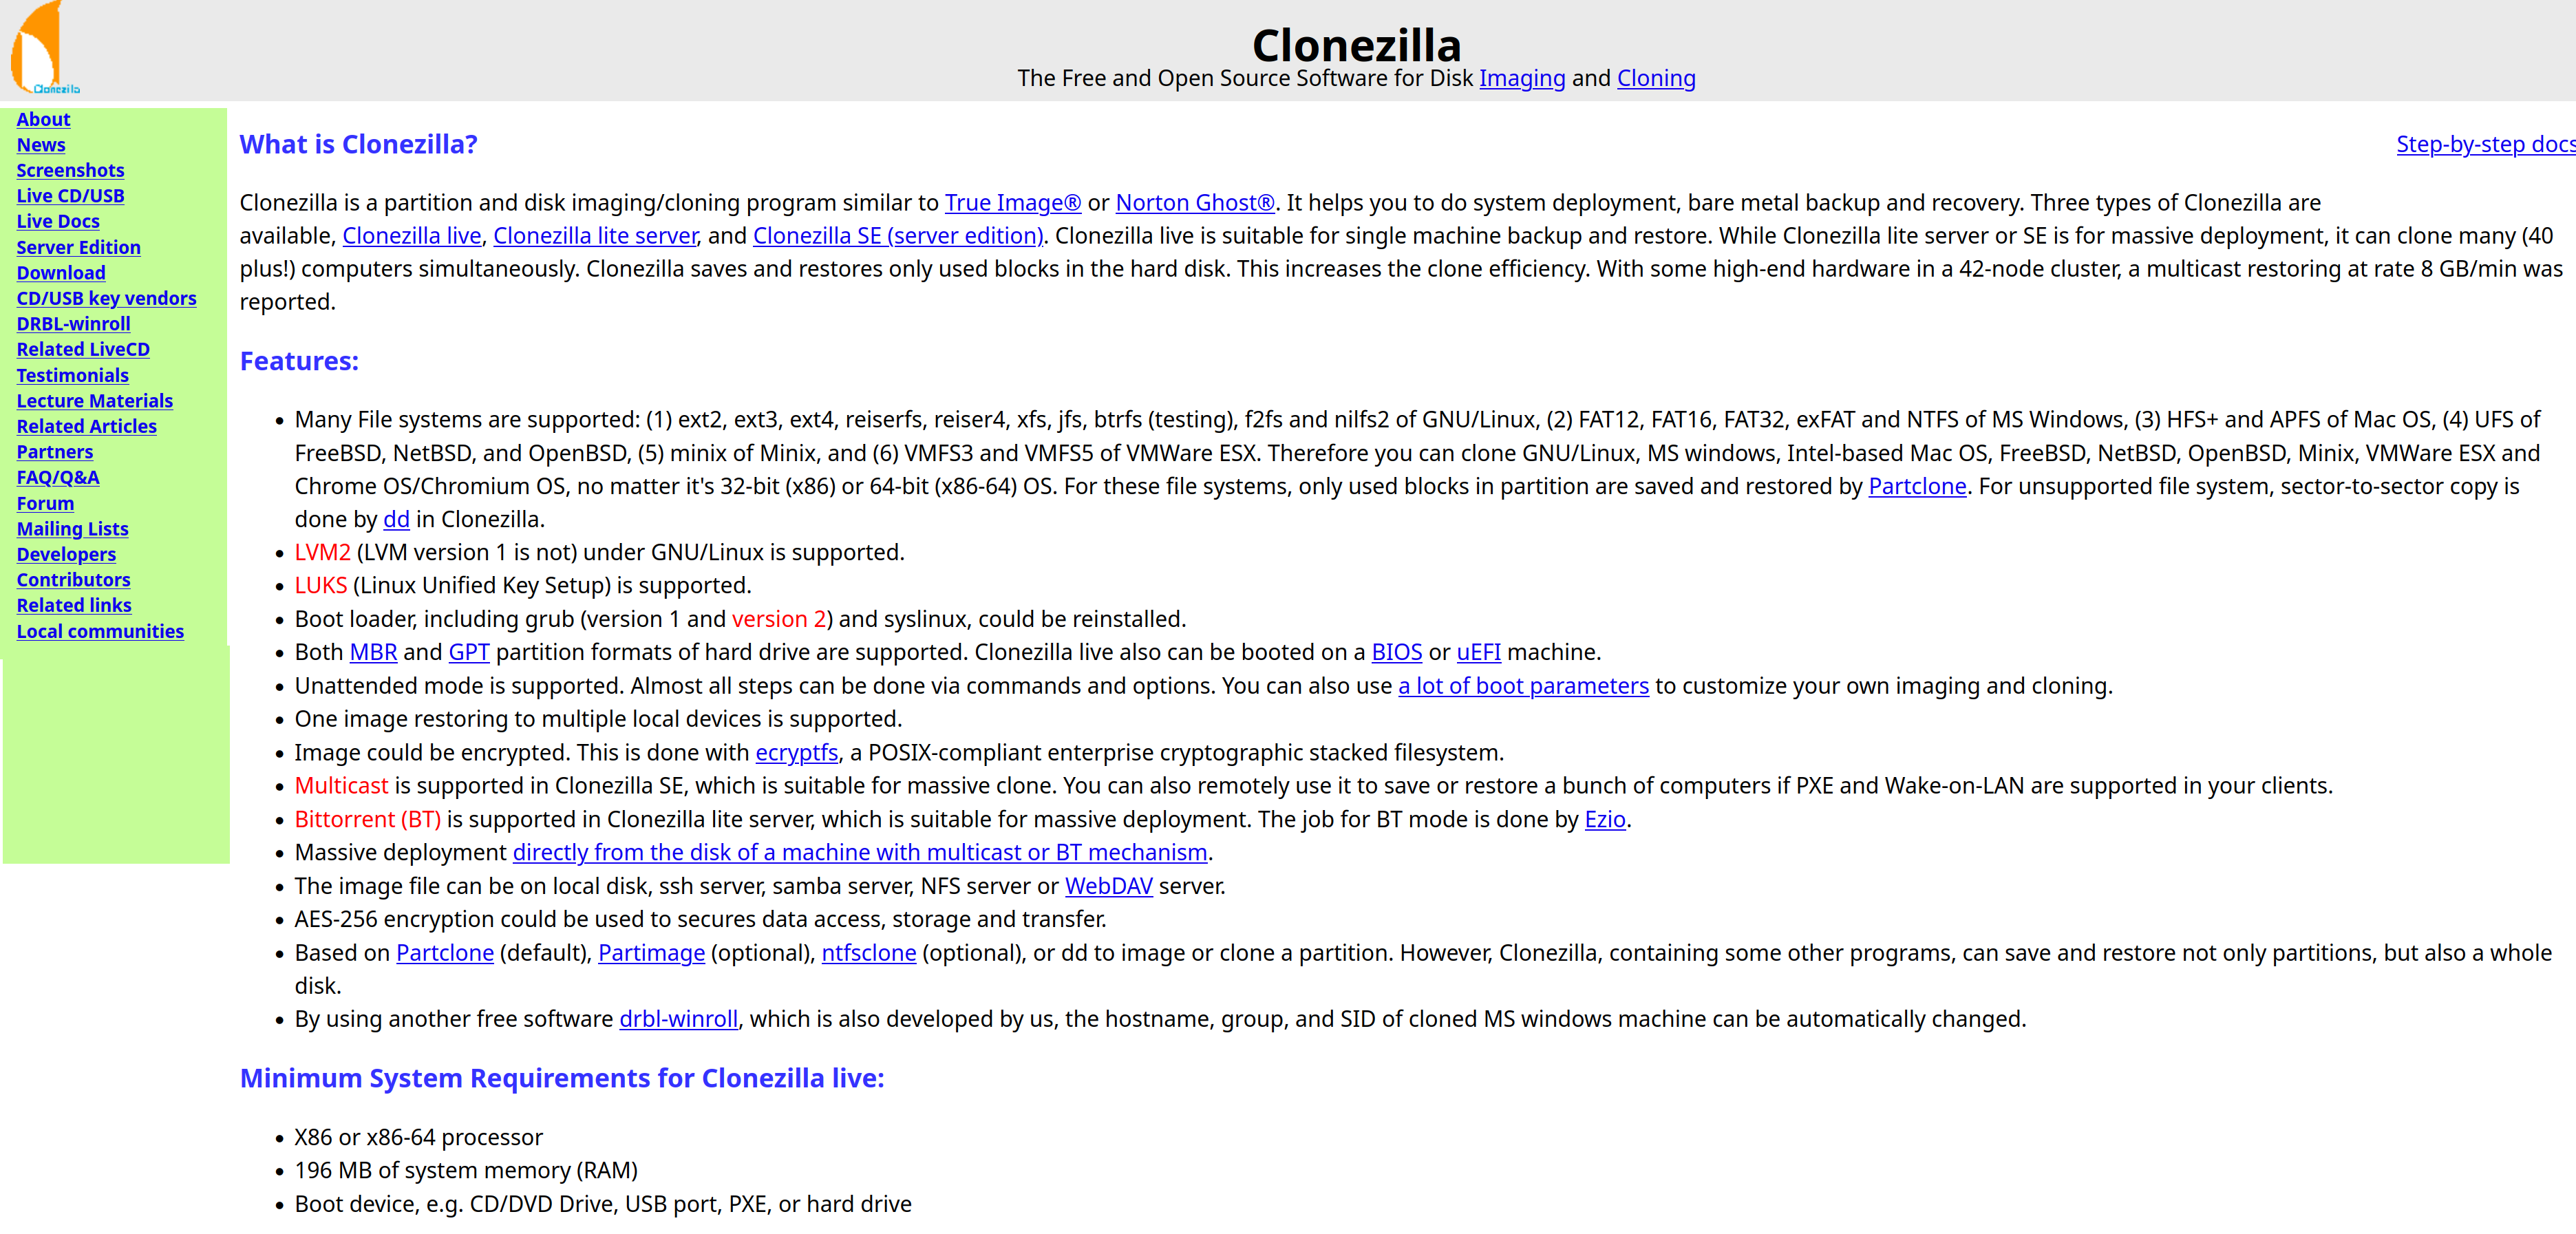 Clonezilla
Clonezilla
The Free and Open Source Software for Disk Imaging and Cloning
About
News
Screenshots
Live CD/USB
Live Docs
Server Edition
Download
CD/USB key vendors
DRBL-winroll
Related LiveCD
Testimonials
Lecture Materials
Related Articles
Partners
FAQ/Q&A
Forum
Mailing Lists
Developers
Contributors
Related links
Local communities
What is Clonezilla?
Step-by-step docs
Clonezilla is a partition and disk imaging/cloning program similar to True Image® or Norton Ghost®. It helps you to do system deployment, bare metal backup and recovery. Three types of Clonezilla are
available, Clonezilla live, Clonezilla lite server, and Clonezilla SE (server edition). Clonezilla live is suitable for single machine backup and restore. While Clonezilla lite server or SE is for massive deployment, it can clone many (40
plus!) computers simultaneously. Clonezilla saves and restores only used blocks in the hard disk. This increases the clone efficiency. With some high-end hardware in a 42-node cluster, a multicast restoring at rate 8 GB/min was
reported.
Features:
• Many File systems are supported: (1) ext2, ext3, ext4, reiserfs, reiser4, xfs, jfs, btrfs (testing), f2fs and nilfs2 of GNU/Linux, (2) FAT12, FAT16, FAT32, exFAT and NTFS of MS Windows, (3) HFS+ and APFS of Mac OS, (4) UFS of
FreeBSD, NetBSD, and OpenBSD, (5) minix of Minix, and (6) VMFS3 and VMFS5 of VMWare ESX. Therefore you can clone GNU/Linux, MS windows, Intel-based Mac OS, FreeBSD, NetBSD, OpenBSD, Minix, VMWare ESX and
Chrome OS/Chromium OS, no matter it's 32-bit (x86) or 64-bit (x86-64) OS. For these file systems, only used blocks in partition are saved and restored by Partclone. For unsupported file system, sector-to-sector copy is
done by dd in Clonezilla.
• LVM2 (LVM version 1 is not) under GNU/Linux is supported.
• LUKS (Linux Unified Key Setup) is supported.
• Boot loader, including grub (version 1 and version 2) and syslinux, could be reinstalled.
• Both MBR and GPT partition formats of hard drive are supported. Clonezilla live also can be booted on a BIOS or uEFI machine.
• Unattended mode is supported. Almost all steps can be done via commands and options. You can also use a lot of boot parameters to customize your own imaging and cloning.
• One image restoring to multiple local devices is supported.
• Image could be encrypted. This is done with ecryptfs, a POSIX-compliant enterprise cryptographic stacked filesystem.
• Multicast is supported in Clonezilla SE, which is suitable for massive clone. You can also remotely use it to save or restore a bunch of computers if PXE and Wake-on-LAN are supported in your clients.
• Bittorrent (BT) is supported in Clonezilla lite server, which is suitable for massive deployment. The job for BT mode is done by Ezio.
• Massive deployment directly from the disk of a machine with multicast or BT mechanism.
• The image file can be on local disk, ssh server, samba server, NFS server or WebDAV server.
• AES-256 encryption could be used to secures data access, storage and transfer.
• Based on Partclone (default), Partimage (optional), ntfsclone (optional), or dd to image or clone a partition. However, Clonezilla, containing some other programs, can save and restore not only partitions, but also a whole
disk.
• By using another free software drbl-winroll, which is also developed by us, the hostname, group, and SID of cloned MS windows machine can be automatically changed.
Minimum System Requirements for Clonezilla live:
• X86 or x86-64 processor
• 196 MB of system memory (RAM)
• Boot device, e.g. CD/DVD Drive, USB port, PXE, or hard drive